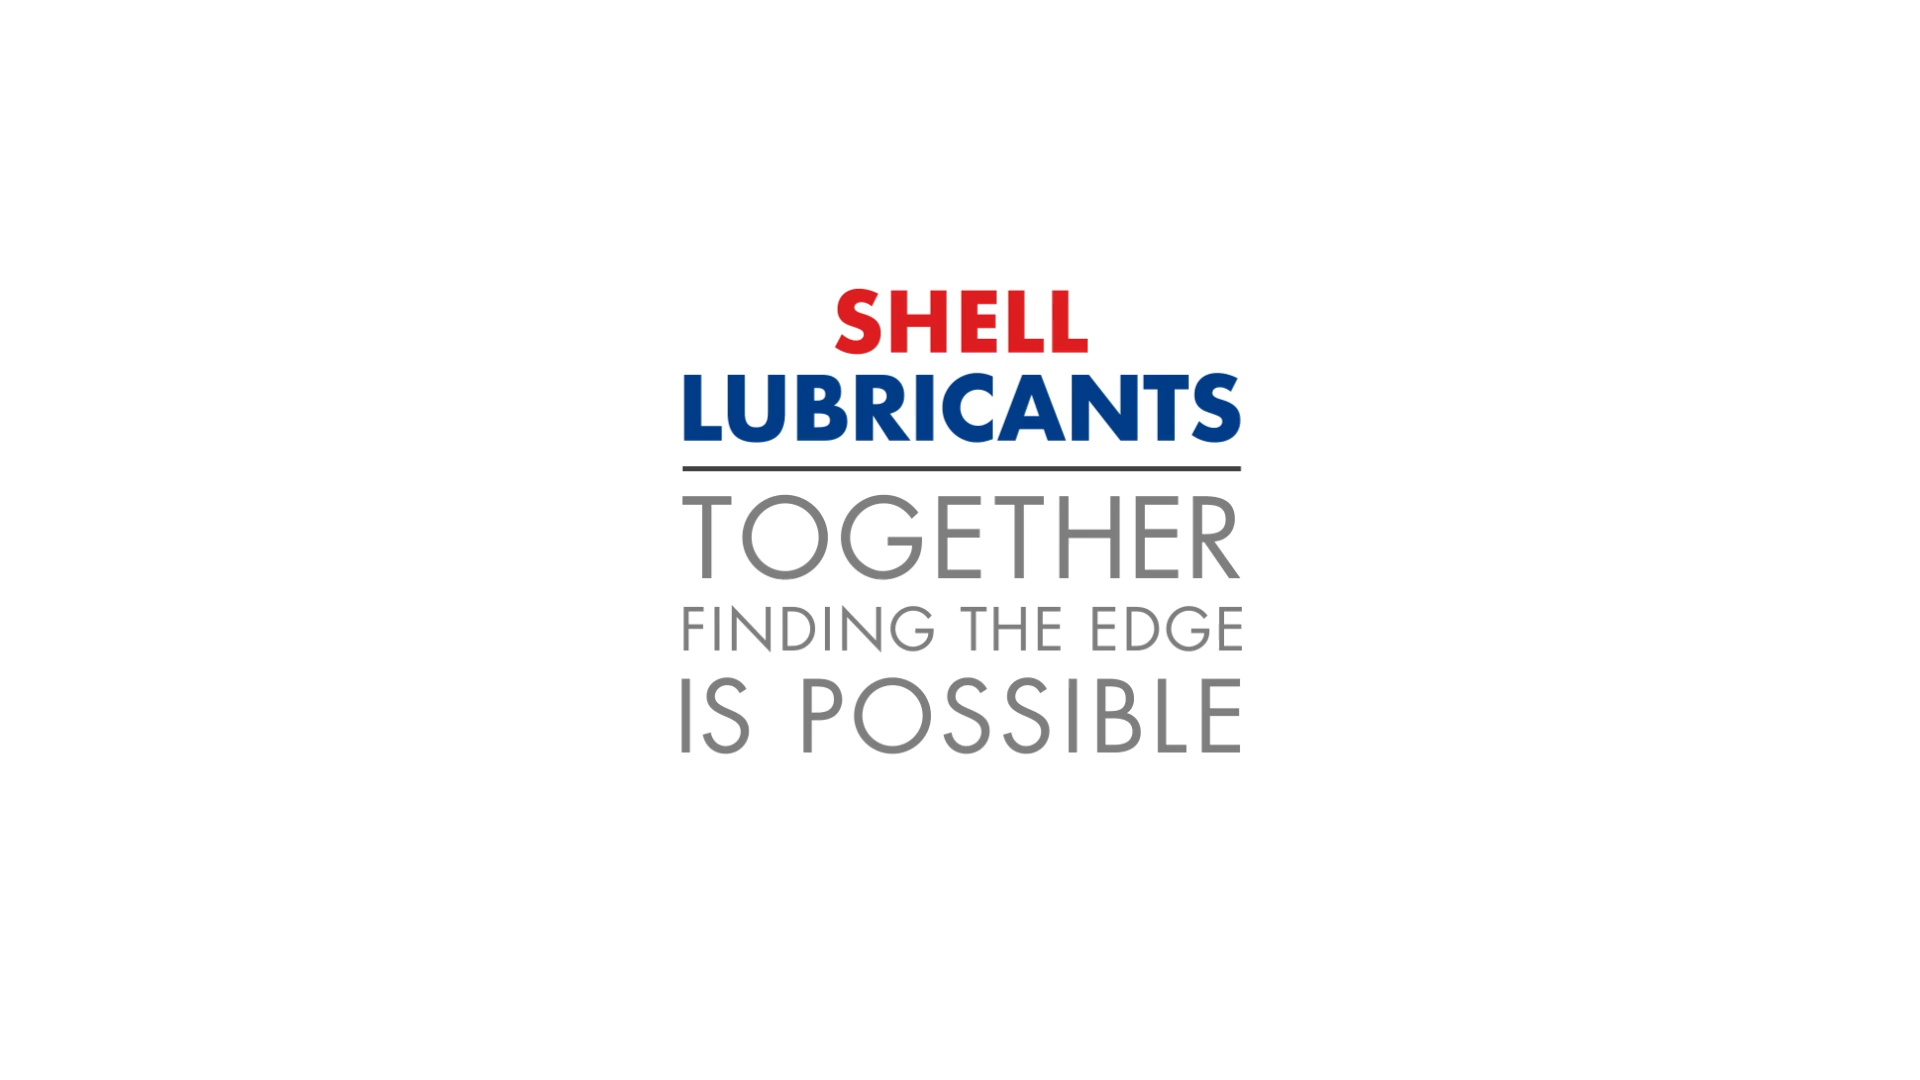 SHELL
LUBRICANTS
TOGETHER
FINDING THE EDGE
IS POSSIBLE